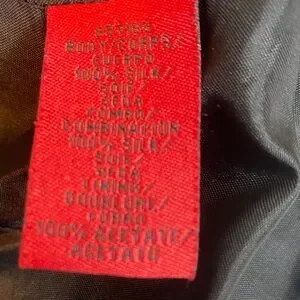 BODY/CORPS/
CUERPO
100% SILK/
SOIE/
SEDA
COMBO/
COMBINACION
100% SILK/
SOIE/
SEDA
LINING/
DOUBLURE/
FORRO
100% ACETATE/
ACETATO